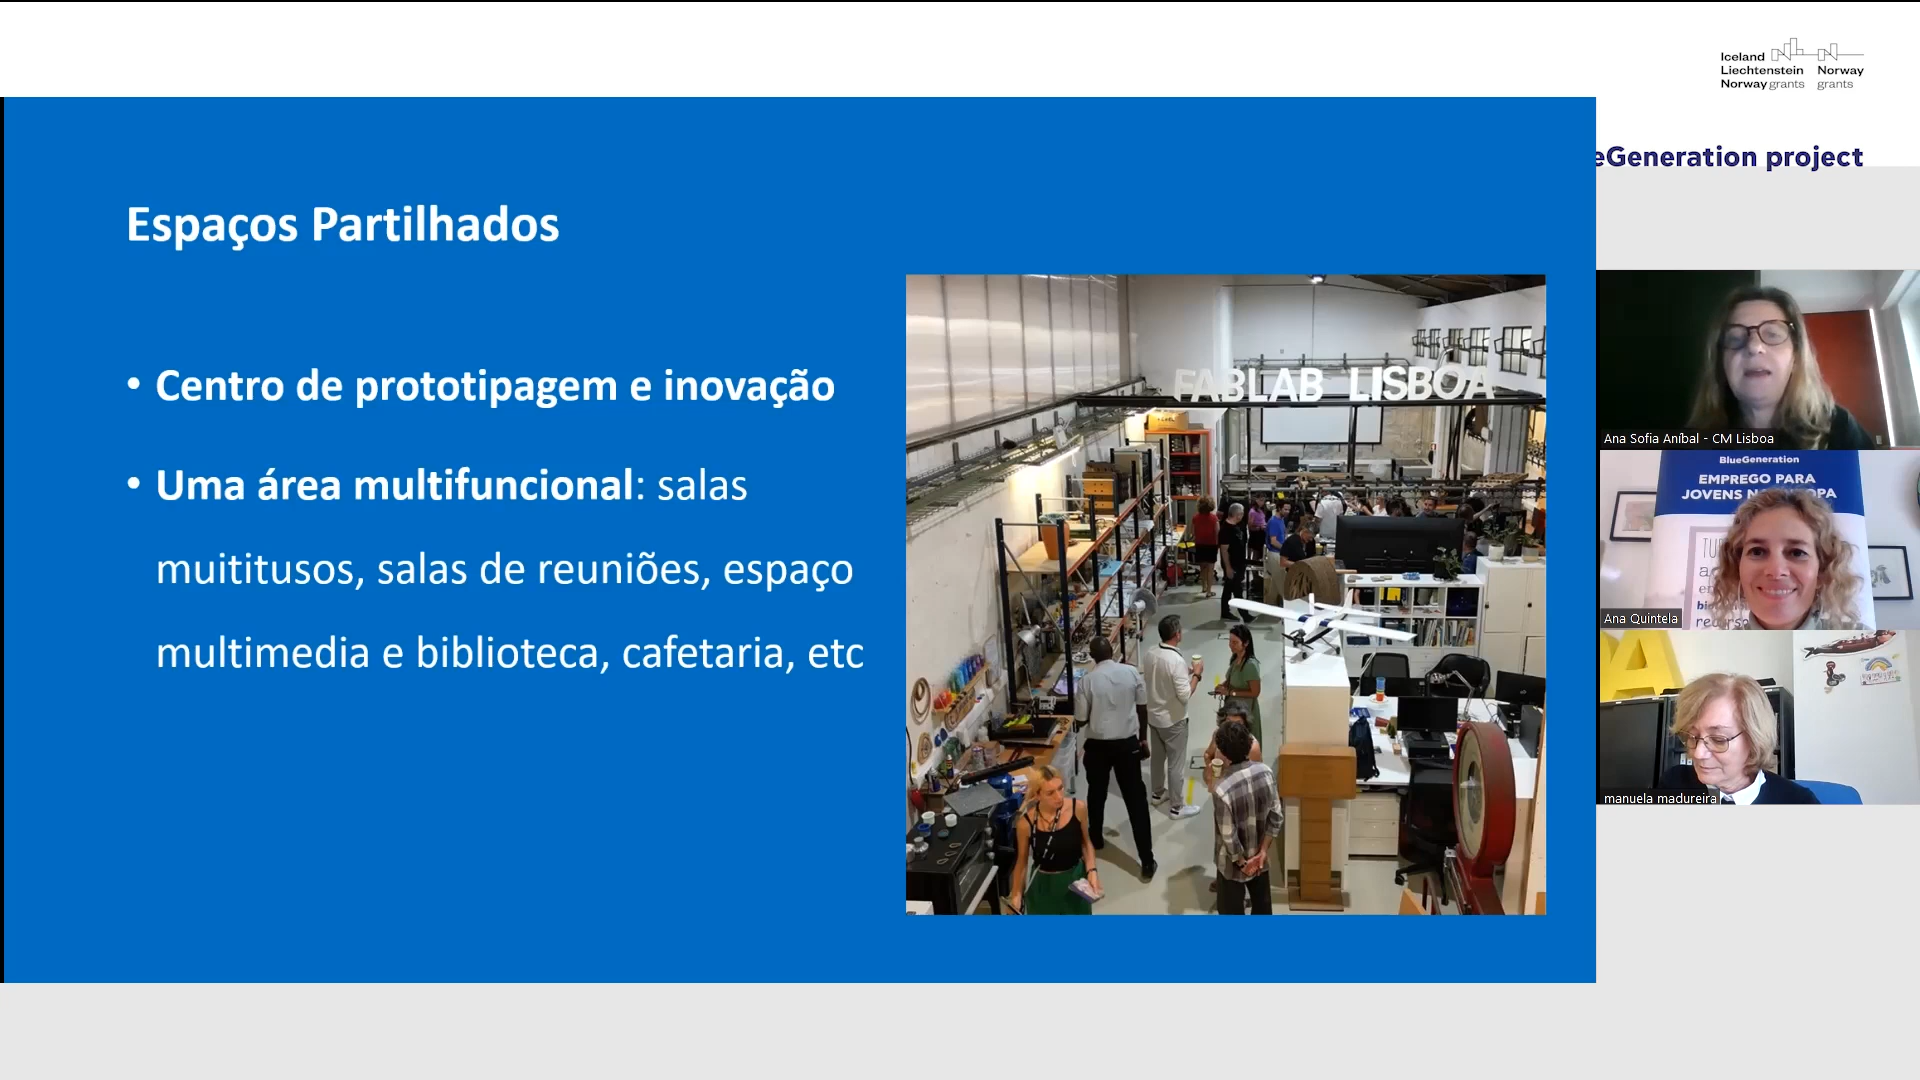 Iceland
Liechtenstein Norway
Norway grants grants
eGeneration project
Espaços Partilhados
• Centro de prototipagem e inovação
• Uma área multifuncional: salas
muititusos, salas de reuniões, espaço
multimedia e biblioteca, cafetaria, etc
FABLAB LISBOA
Ana Sofia Aníbal - CM Lisboa
BlueGeneration
EMPREGO PARA
JOVENS
Ana Quintela
A
manuela madureira